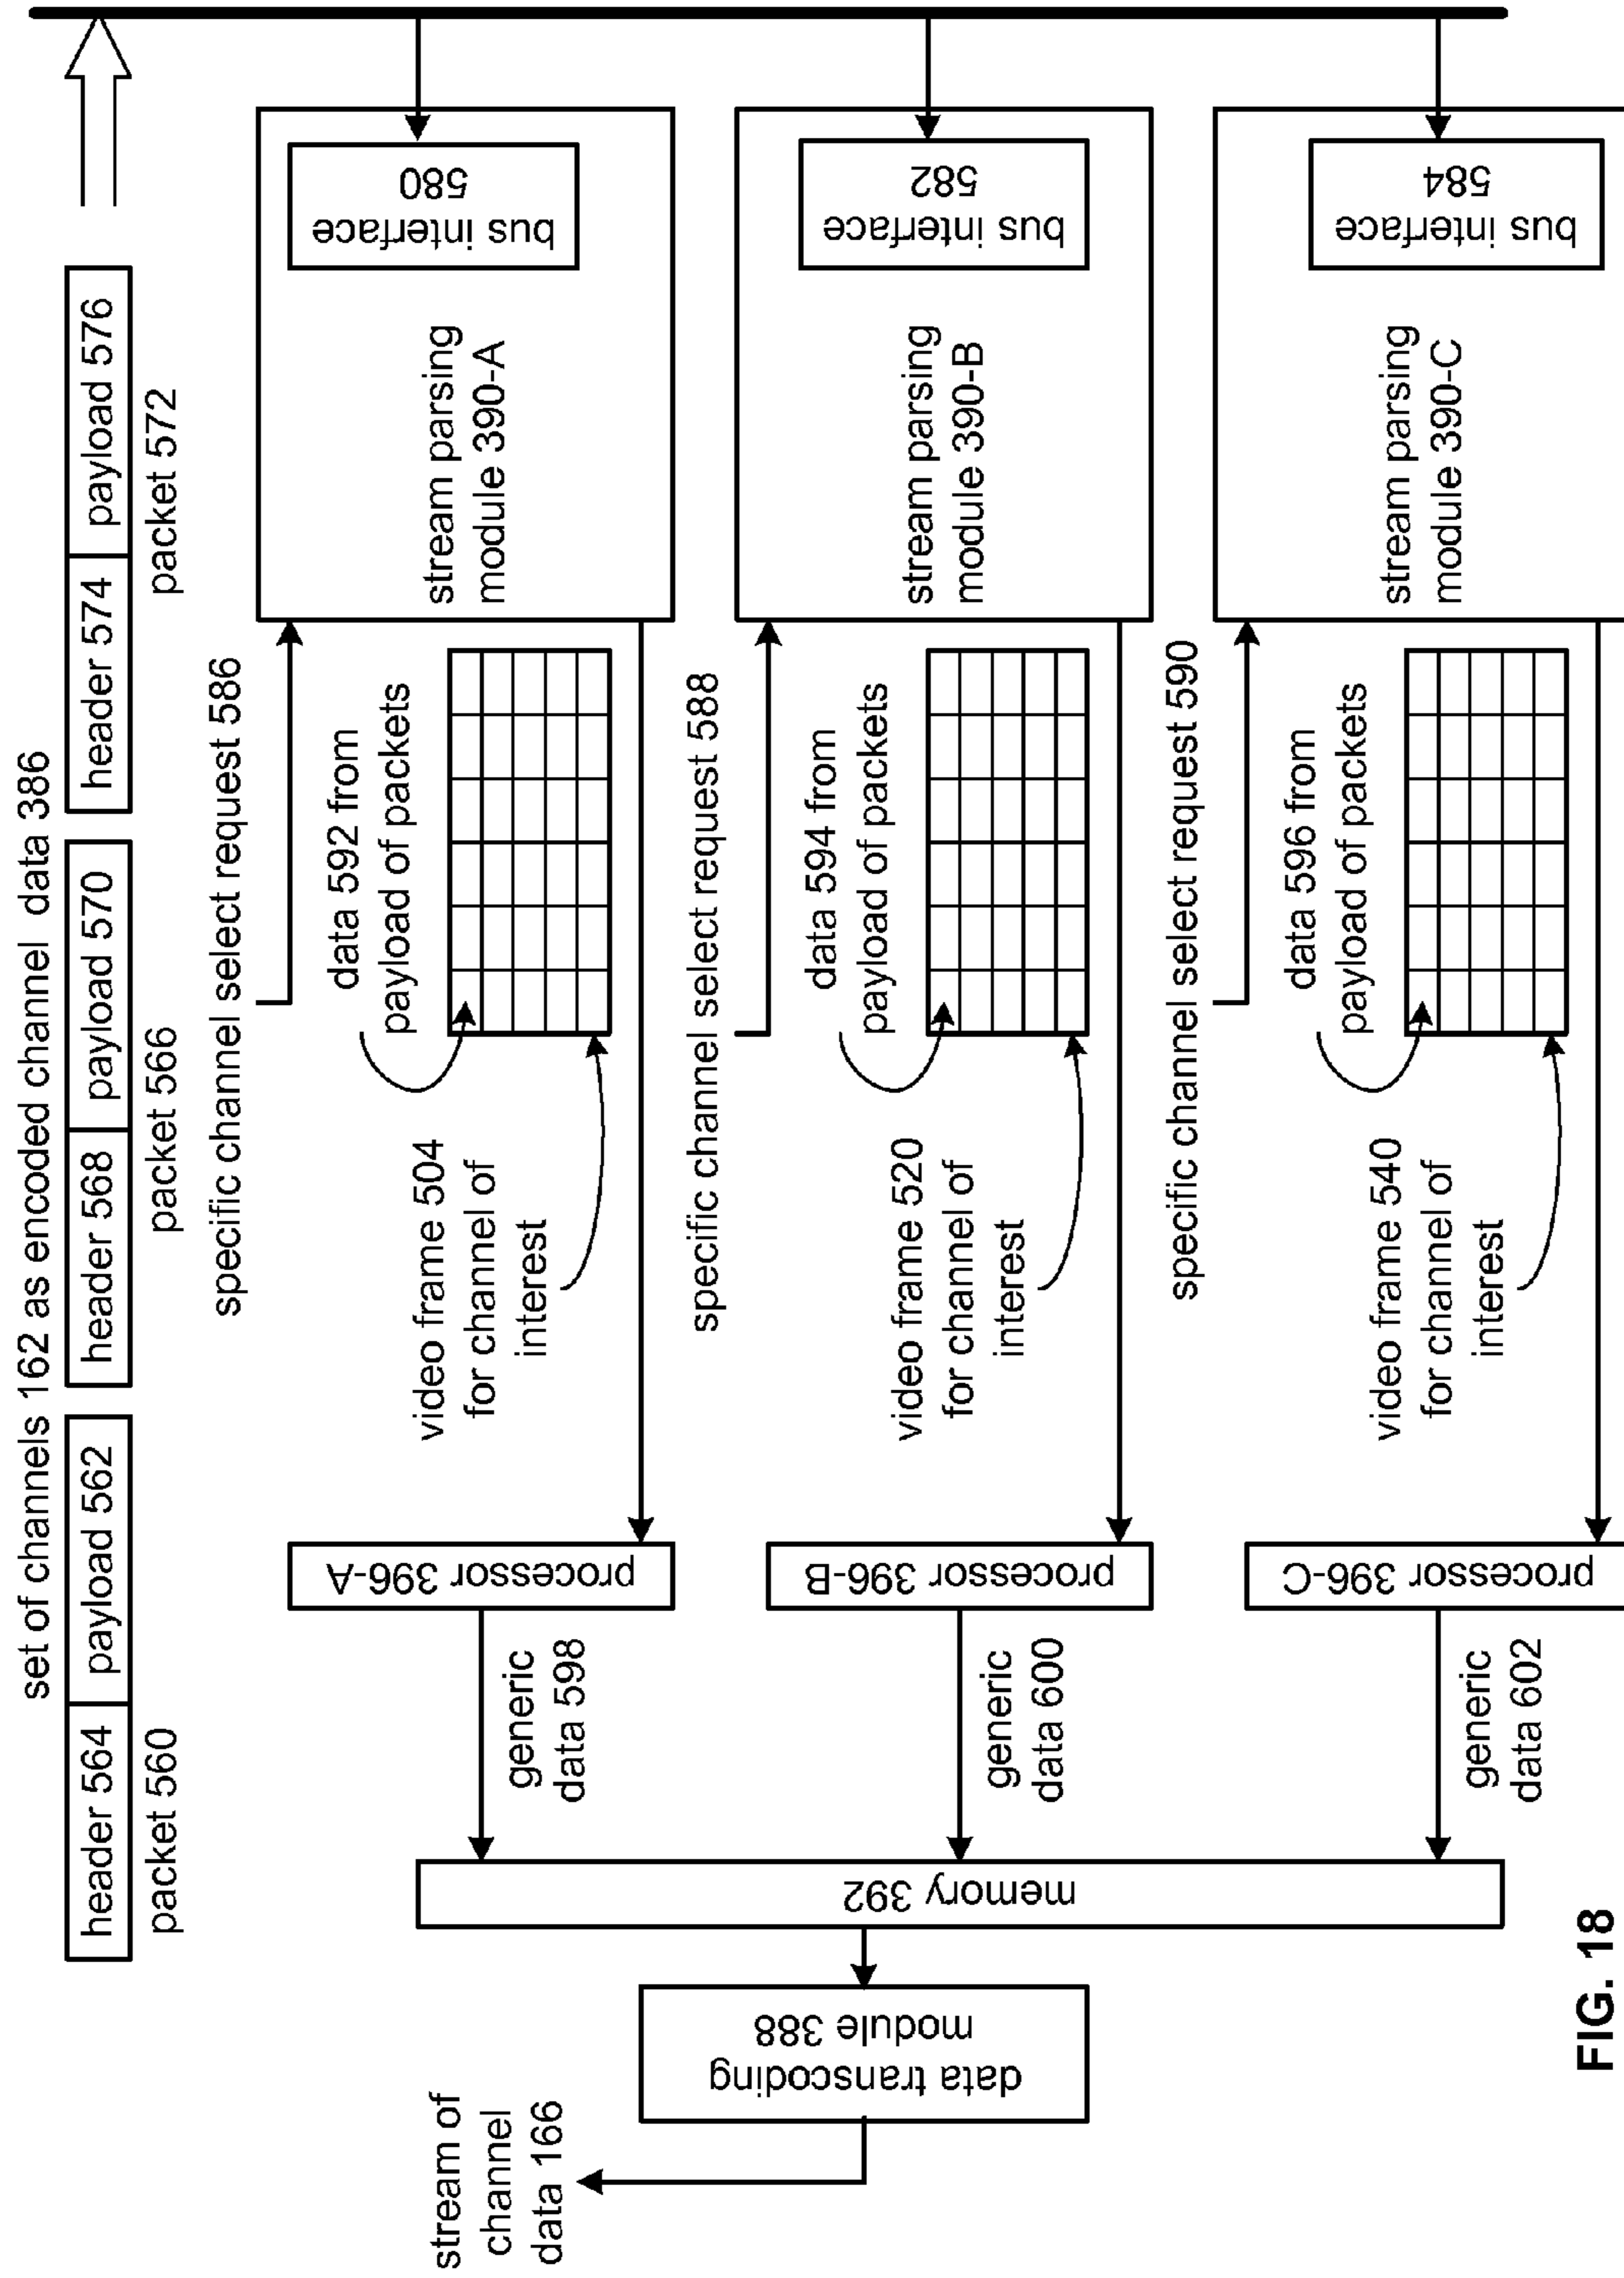 set of channels 162 as encoded channel data 386
header 564
payload 562
header 568
payload 570
header 574
payload 576
packet 560
packet 566
packet 572
specific channel select request 586
bus interface
580
stream parsing
module 390-A
data 592 from
payload of packets
video frame 504
for channel of
interest
processor 396-A
generic
data 598
specific channel select request 588
bus interface
582
stream parsing
module 390-B
data 594 from
payload of packets
video frame 520
for channel of
interest
processor 396-B
generic
data 600
specific channel select request 590
bus interface
584
stream parsing
module 390-C
data 596 from
payload of packets
video frame 540
for channel of
interest
processor 396-C
generic
data 602
memory 392
data transcoding
module 388
stream of
channel
data 166
FIG. 18